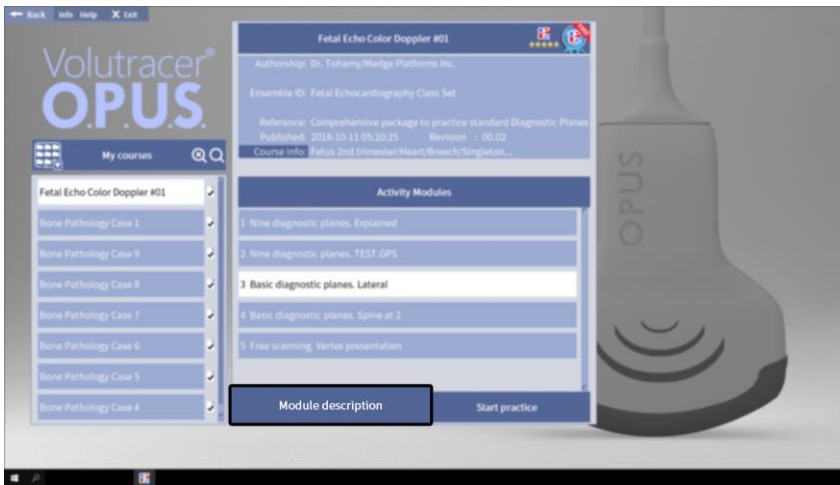 Back Info Help X Exit
Volutracer®
O.P.U.S.
My courses
Fetal Echo Color Doppler #01
Bone Pathology Case 1
Bone Pathology Case 9
Bone Pathology Case 8
Bone Pathology Case 7
Bone Pathology Case 6
Bone Pathology Case 5
Bone Pathology Case 4
Fetal Echo Color Doppler #01
Authorship: Dr. Tohamy/Medge Platforms Inc.
Ensemble ID: Fetal Echocardiography Class Set
Reference: Comprehensive package to practice standard Diagnostic Planes
Published: 2018-10-11 05:20:25 Revision : 00.02
Course info: Fetus 2nd.trimester/Heart/Breech/Singleton...
Activity Modules
1 Nine diagnostic planes. Explained
2 Nine diagnostic planes. TEST.GPS
3 Basic diagnostic planes. Lateral
4 Basic diagnostic planes. Spine at 2
5 Free scanning. Vertex presentation
Module description
Start practice
OPUS